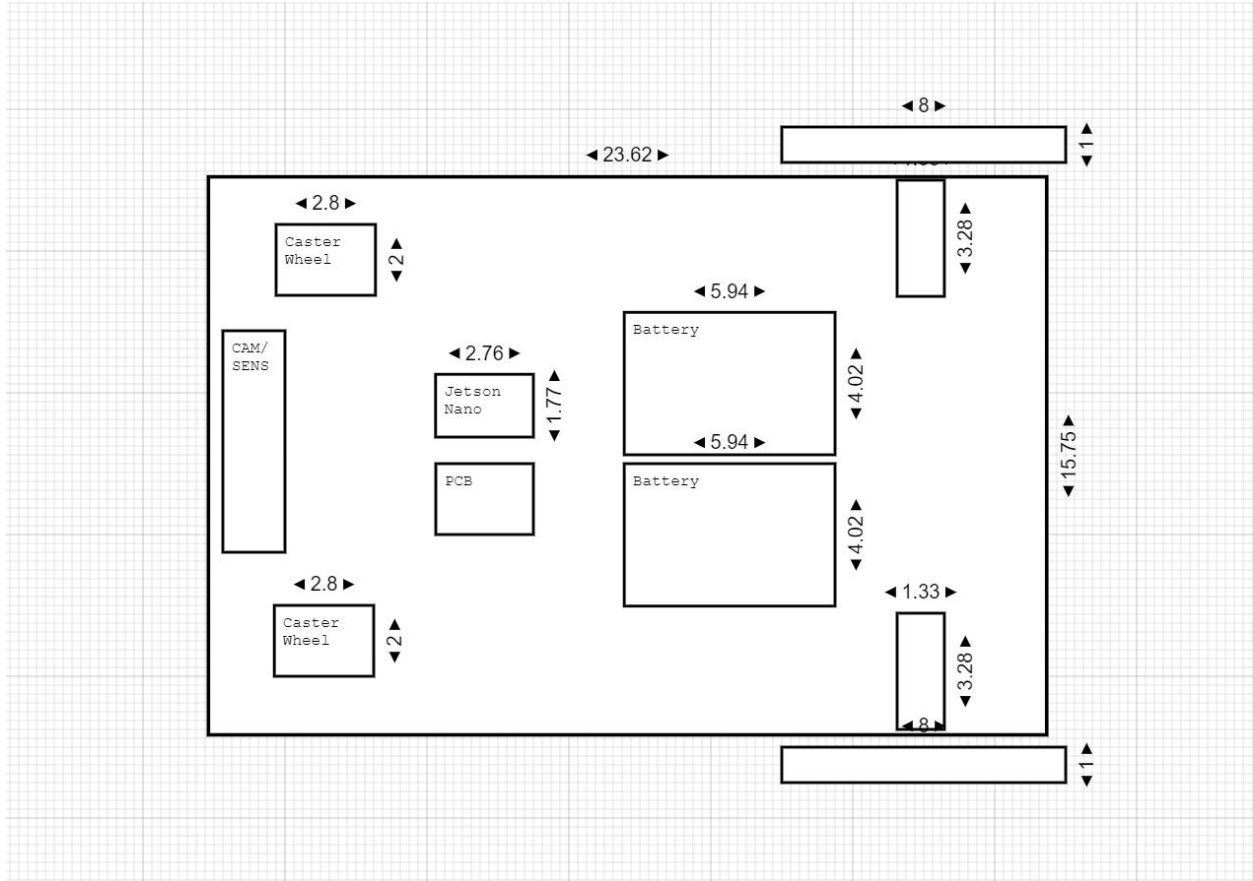 8
1
23.62
2.8
Caster
Wheel
2
3.28
5.94
Battery
CAM/
SENS
2.76
Jetson
Nano
1.77
4.02
5.94
15.75
PCB
Battery
4.02
2.8
1.33
Caster
Wheel
2
3.28
8
1